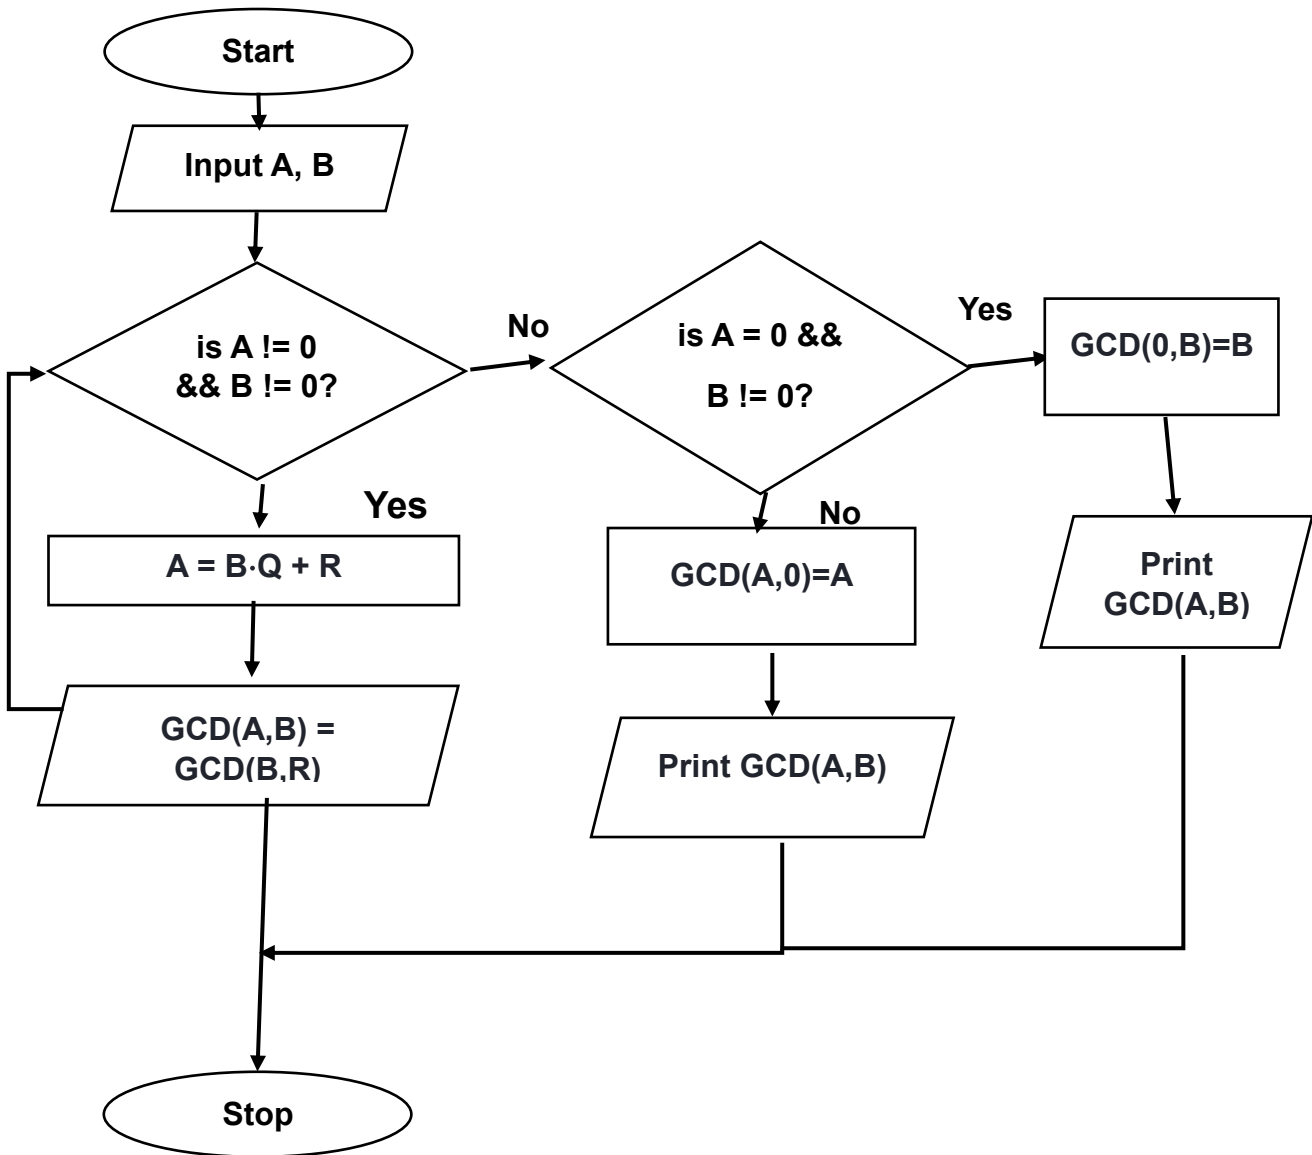 Start
Input A, B
is A != 0
&& B != 0?
No
is A = 0 &&
B != 0?
Yes
GCD(0,B)=B
Yes
A = B·Q + R
No
GCD(A,0)=A
Print
GCD(A,B)
GCD(A,B) =
GCD(B,R)
Print GCD(A,B)
Stop